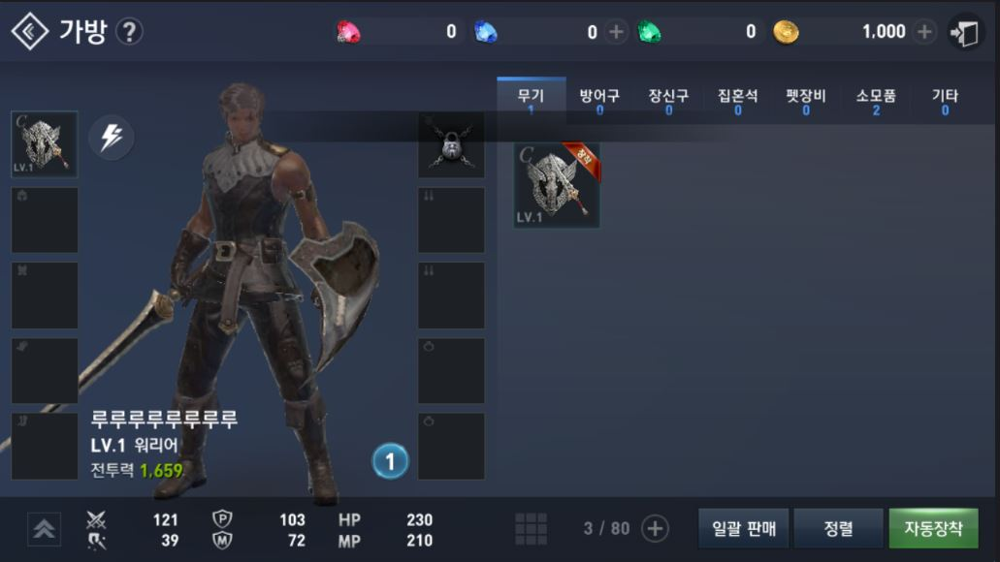 가방 ?
0 0 0 1,000
무기 방어구 장신구 집혼석 펫장비 소모품 기타
1 0 0 0 0 2 0
C
LV.1
C
장착
LV.1
루루루루루루루루
LV.1 워리어
전투력 1,659
1
121 P 103 HP 230
39 M 72 MP 210
3 / 80
일괄 판매 정렬 자동장착